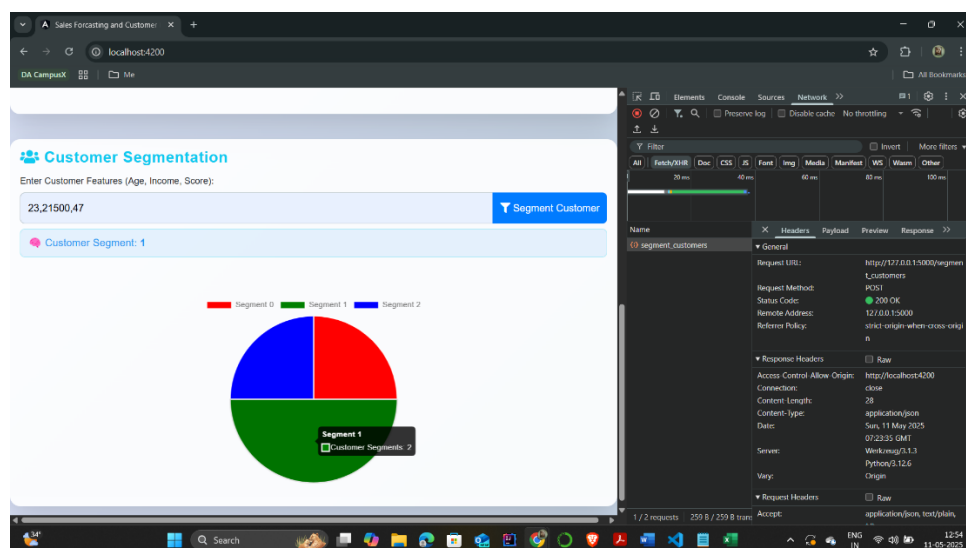 Sales Forcasting and Customer
localhost:4200
DA CampusX
Me
All Bookmarks
Customer Segmentation
Enter Customer Features (Age, Income, Score):
23,21500,47
Segment Customer
Customer Segment: 1
Segment 0 Segment 1 Segment 2
Segment 1
Customer Segments: 2
Elements Console Sources Network
1
Preserve log Disable cache No throttling
Filter
Invert More filters
All Fetch/XHR Doc CSS JS Font Img Media Manifest WS Wasm Other
20 ms 40 ms 60 ms 80 ms 100 ms
Name
segment_customers
1 / 2 requests 259 B / 259 B tran
Headers Payload Preview Response
General
Request URL: http://127.0.0.1:5000/segmen
t_customers
Request Method: POST
Status Code: 200 OK
Remote Address: 127.0.0.1:5000
Referrer Policy: strict-origin-when-cross-origi
n
Response Headers Raw
Access-Control-Allow-Origin: http://localhost:4200
Connection: close
Content-Length: 28
Content-Type: application/json
Date: Sun, 11 May 2025
07:23:35 GMT
Server: Werkzeug/3.1.3
Python/3.12.6
Vary: Origin
Request Headers Raw
Accept: application/json, text/plain,
34°
Search
ENG
IN
12:54
11-05-2025